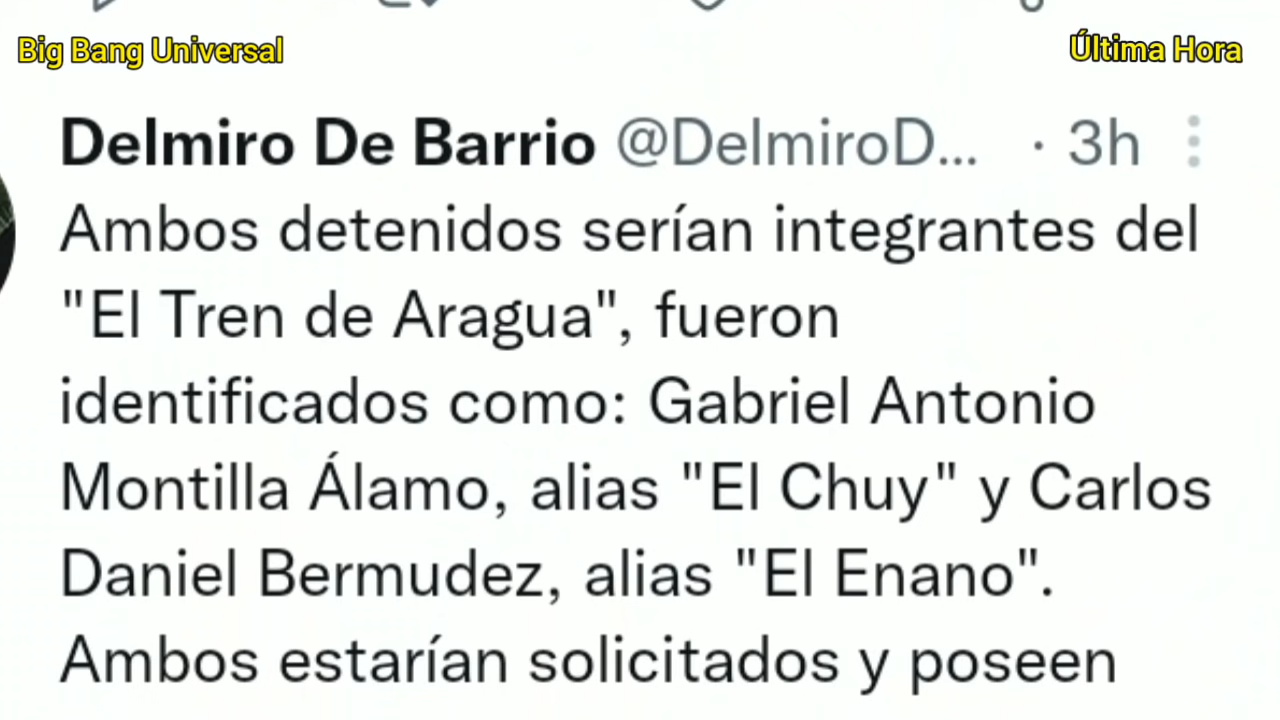 Big Bang Universal
Última Hora
Delmiro De Barrio @DelmiroD... · 3h
Ambos detenidos serían integrantes del
"El Tren de Aragua", fueron
identificados como: Gabriel Antonio
Montilla Álamo, alias "El Chuy" y Carlos
Daniel Bermudez, alias "El Enano".
Ambos estarían solicitados y poseen